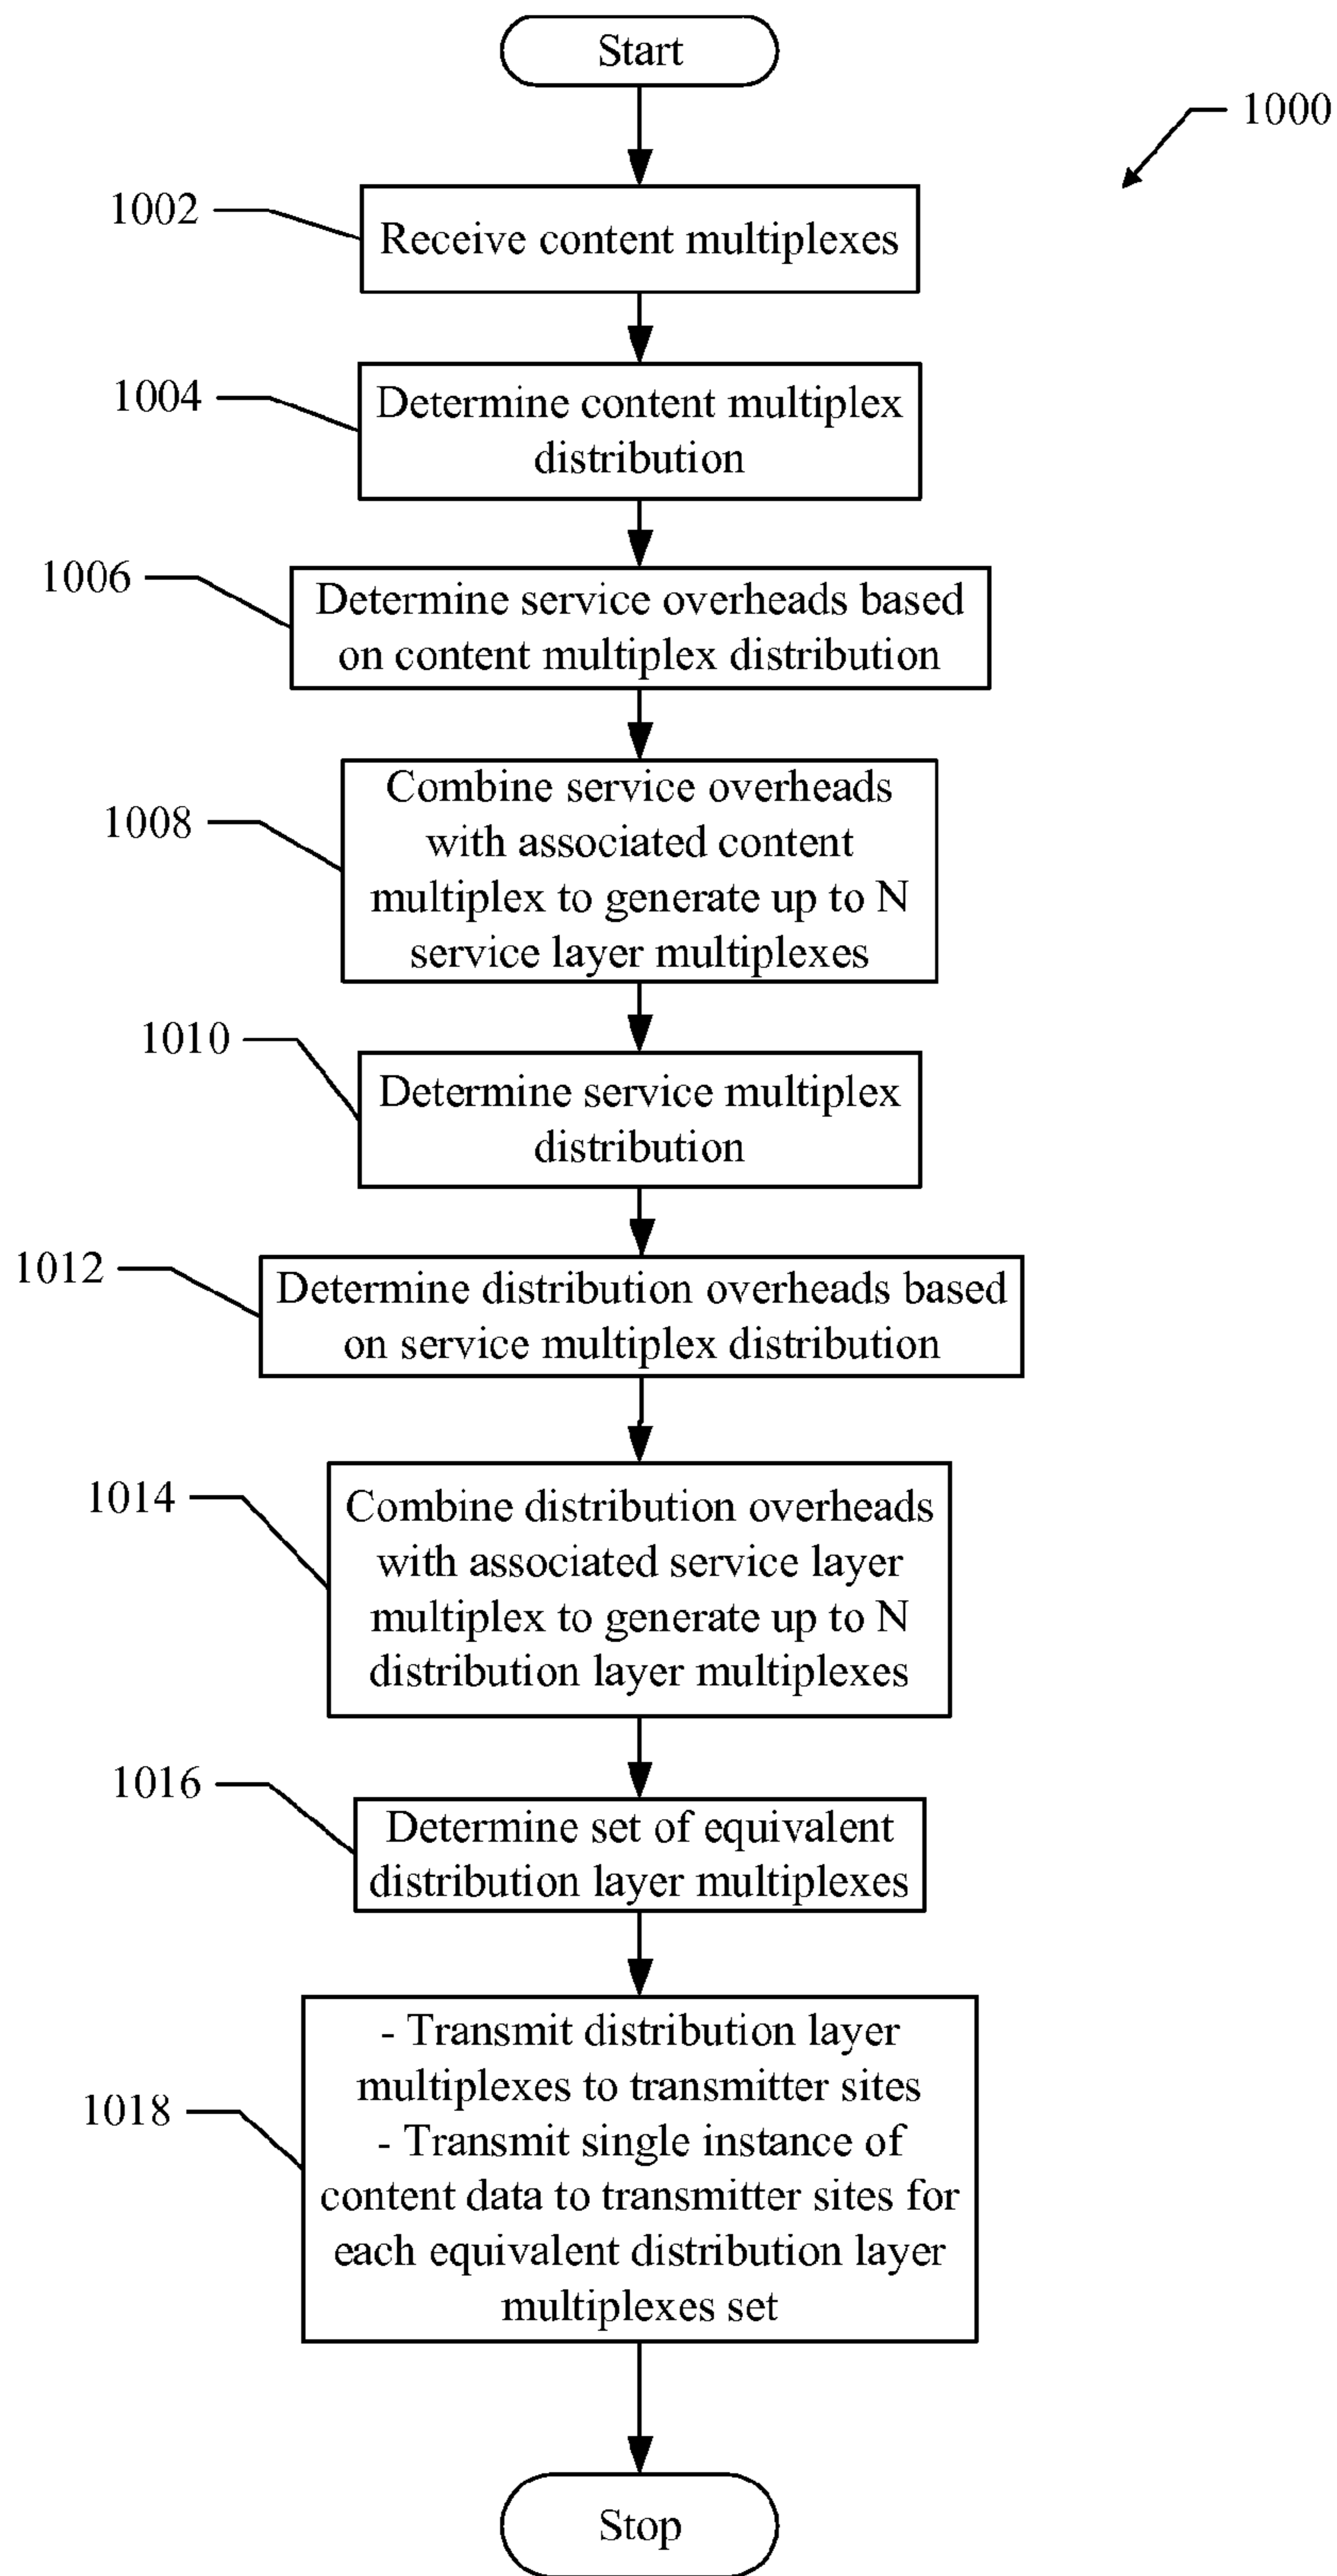 Start
1000
1002
Receive content multiplexes
1004
Determine content multiplex
distribution
1006
Determine service overheads based
on content multiplex distribution
1008
Combine service overheads
with associated content
multiplex to generate up to N
service layer multiplexes
1010
Determine service multiplex
distribution
1012
Determine distribution overheads based
on service multiplex distribution
1014
Combine distribution overheads
with associated service layer
multiplex to generate up to N
distribution layer multiplexes
1016
Determine set of equivalent
distribution layer multiplexes
1018
- Transmit distribution layer
multiplexes to transmitter sites
- Transmit single instance of
content data to transmitter sites for
each equivalent distribution layer
multiplexes set
Stop